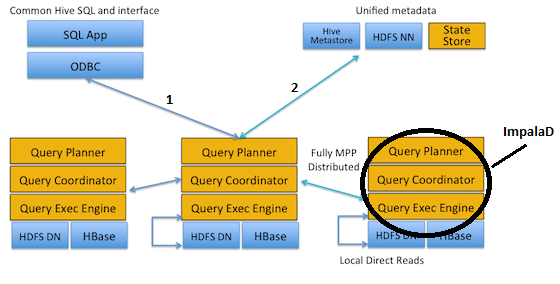 Common Hive SQL and interface
Unified metadata
SQL App
ODBC
Hive
Metastore
HDFS NN
State
Store
1
2
ImpalaD
Query Planner
Query Coordinator
Query Exec Engine
HDFS DN
HBase
Query Planner
Query Coordinator
Query Exec Engine
HDFS DN
HBase
Fully MPP
Distributed
Query Planner
Query Coordinator
Query Exec Engine
HDFS DN
HBase
Local Direct Reads